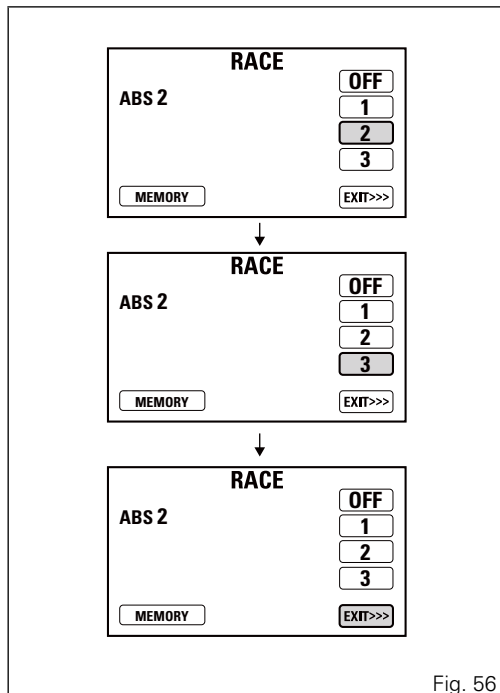 RACE
ABS 2
OFF
1
2
3
MEMORY
EXIT>>>
RACE
ABS 2
OFF
1
2
3
MEMORY
EXIT>>>
RACE
ABS 2
OFF
1
2
3
MEMORY
EXIT>>>
Fig. 56